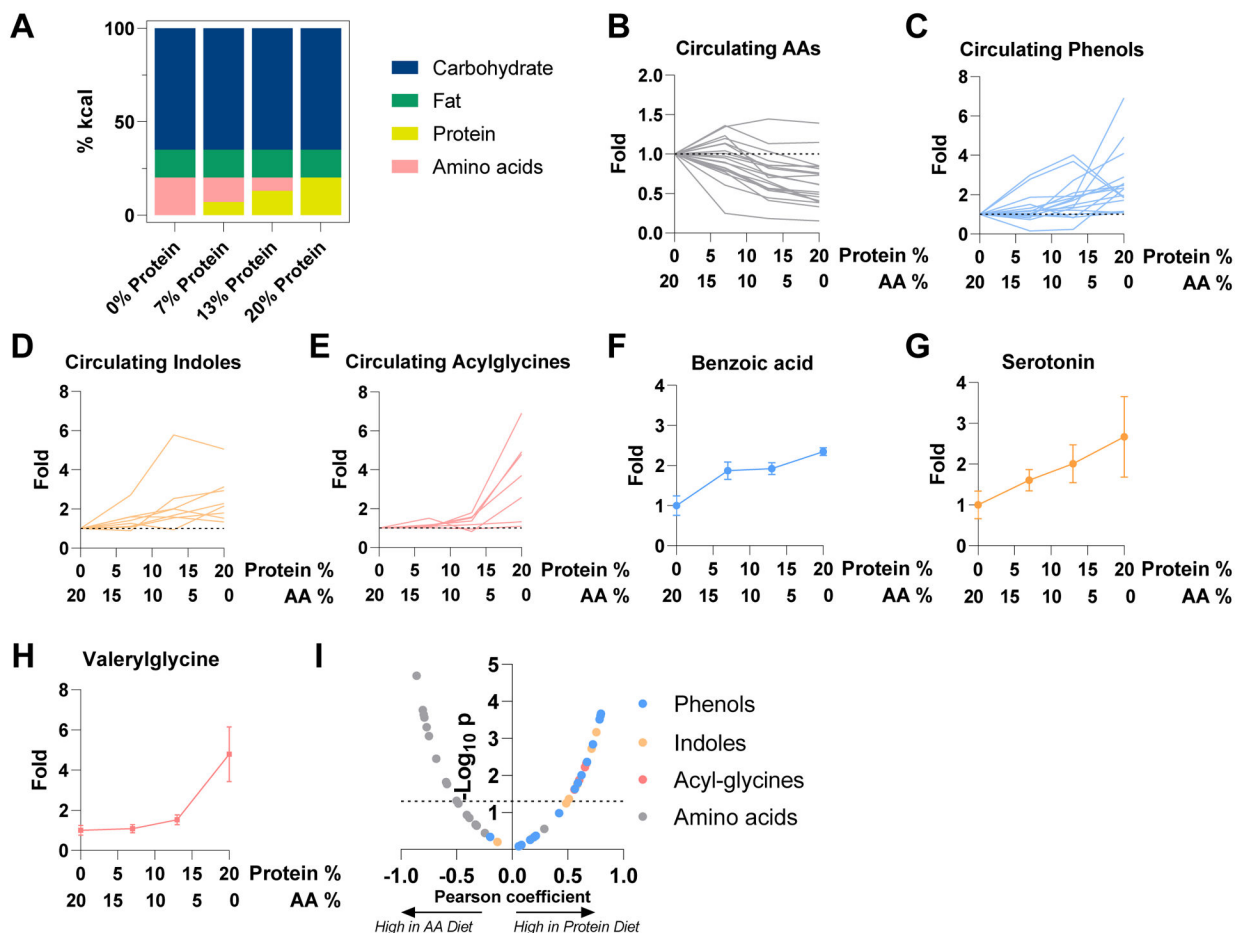 A
% kcal
100
50
0
0% Protein
7% Protein
13% Protein
20% Protein
Carbohydrate
Fat
Protein
Amino acids
B
Circulating AAs
Fold
2.0
1.5
1.0
0.5
0.0
0 5 10 15 20 Protein %
20 15 10 5 0 AA %
C
Circulating Phenols
Fold
8
6
4
2
0
0 5 10 15 20 Protein %
20 15 10 5 0 AA %
D
Circulating Indoles
Fold
8
6
4
2
0
0 5 10 15 20 Protein %
20 15 10 5 0 AA %
E
Circulating Acylglycines
Fold
8
6
4
2
0
0 5 10 15 20 Protein %
20 15 10 5 0 AA %
F
Benzoic acid
Fold
4
3
2
1
0
0 5 10 15 20 Protein %
20 15 10 5 0 AA %
G
Serotonin
Fold
4
3
2
1
0
0 5 10 15 20 Protein %
20 15 10 5 0 AA %
H
Valerylglycine
Fold
8
6
4
2
0
0 5 10 15 20 Protein %
20 15 10 5 0 AA %
I
-Log10 p
5
4
3
2
1
-1.0 -0.5 0.0 0.5 1.0
Pearson coefficient
High in AA Diet High in Protein Diet
Phenols
Indoles
Acyl-glycines
Amino acids